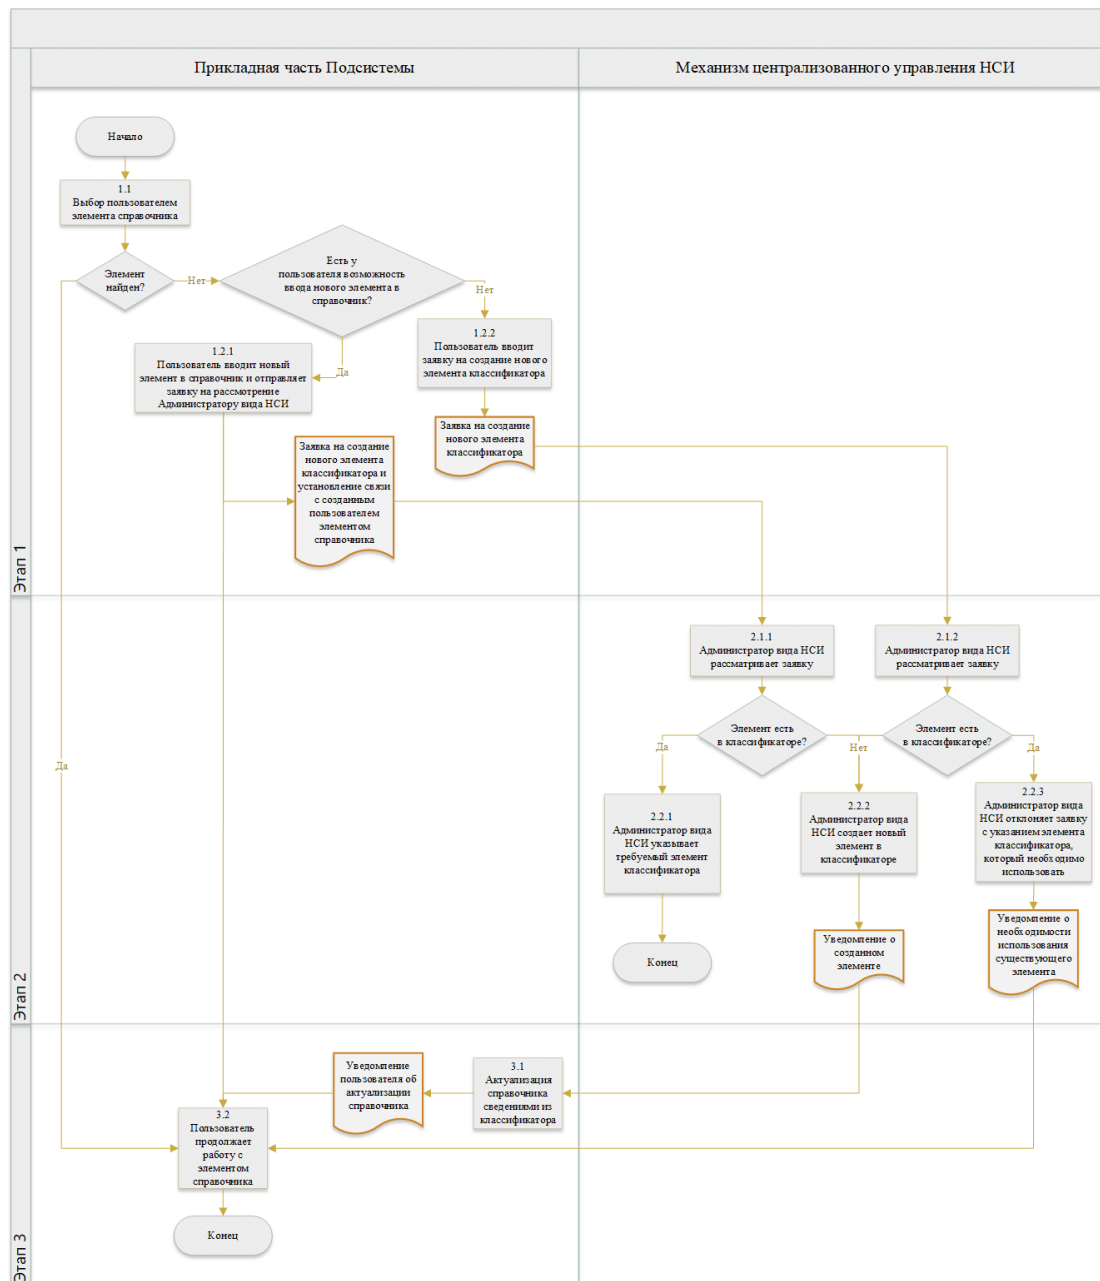 Прикладная часть Подсистемы
Механизм централизованного управления НСИ
Этап 1
Начало
1.1
Выбор пользователем
элемента справочника
Элемент
найден?
Нет
Есть у
пользователя возможность
ввода нового элемента в
справочник?
Нет
1.2.2
Пользователь вводит
заявку на создание нового
элемента классификатора
Да
1.2.1
Пользователь вводит новый
элемент в справочник и отправляет
заявку на рассмотрение
Администратору вида НСИ
Заявка на создание
нового элемента
классификатора
Заявка на создание
нового элемента
классификатора и
установление связи
с созданным
пользователем
элементом
справочника
Этап 2
2.1.1
Администратор вида НСИ
рассматривает заявку
2.1.2
Администратор вида НСИ
рассматривает заявку
Элемент есть
в классификаторе?
Элемент есть
в классификаторе?
Да
Да
Нет
Да
2.2.1
Администратор вида
НСИ указывает
требуемый элемент
классификатора
2.2.2
Администратор вида
НСИ создает новый
элемент в
классификаторе
2.2.3
Администратор вида
НСИ отклоняет заявку
с указанием элемента
классификатора,
который необходимо
использовать
Конец
Уведомление о
созданном
элементе
Уведомление о
необходимости
использования
существующего
элемента
Этап 3
Уведомление
пользователя об
актуализации
справочника
3.1
Актуализация
справочника
сведениями из
классификатора
3.2
Пользователь
продолжает
работу с
элементом
справочника
Конец